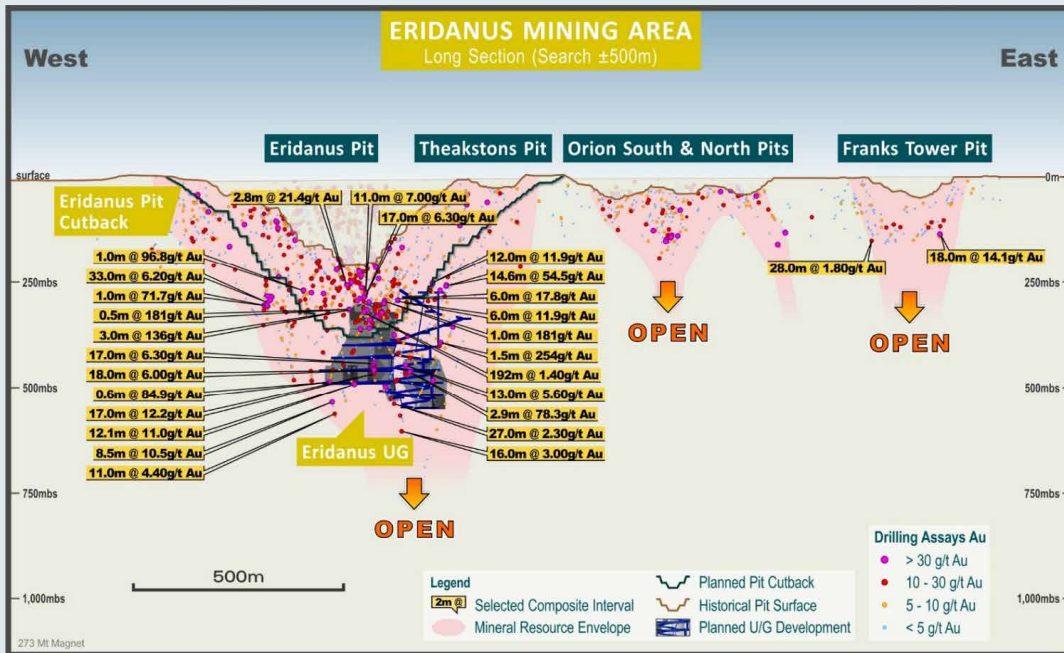 ERIDANUS MINING AREA
Long Section (Search ±500m)
West
East
Eridanus Pit
Theakstons Pit
Orion South & North Pits
Franks Tower Pit
surface
0m
Eridanus Pit
Cutback
2.8m @ 21.4g/t Au
11.0m @ 7.00g/t Au
17.0m @ 6.30g/t Au
1.0m @ 96.8g/t Au
33.0m @ 6.20g/t Au
1.0m @ 71.7g/t Au
0.5m @ 181g/t Au
3.0m @ 136g/t Au
17.0m @ 6.30g/t Au
18.0m @ 6.00g/t Au
0.6m @ 84.9g/t Au
17.0m @ 12.2g/t Au
12.1m @ 11.0g/t Au
8.5m @ 10.5g/t Au
11.0m @ 4.40g/t Au
12.0m @ 11.9g/t Au
14.6m @ 54.5g/t Au
6.0m @ 17.8g/t Au
6.0m @ 11.9g/t Au
1.0m @ 181g/t Au
1.5m @ 254g/t Au
192m @ 1.40g/t Au
13.0m @ 5.60g/t Au
2.9m @ 78.3g/t Au
27.0m @ 2.30g/t Au
16.0m @ 3.00g/t Au
28.0m @ 1.80g/t Au
18.0m @ 14.1g/t Au
250mbs
250mbs
OPEN
OPEN
500mbs
500mbs
Eridanus UG
750mbs
750mbs
OPEN
500m
1,000mbs
1,000mbs
Legend
2m @
Selected Composite Interval
Mineral Resource Envelope
Planned Pit Cutback
Historical Pit Surface
Planned U/G Development
Drilling Assays Au
> 30 g/t Au
10 - 30 g/t Au
5 - 10 g/t Au
< 5 g/t Au
273 Mt Magnet